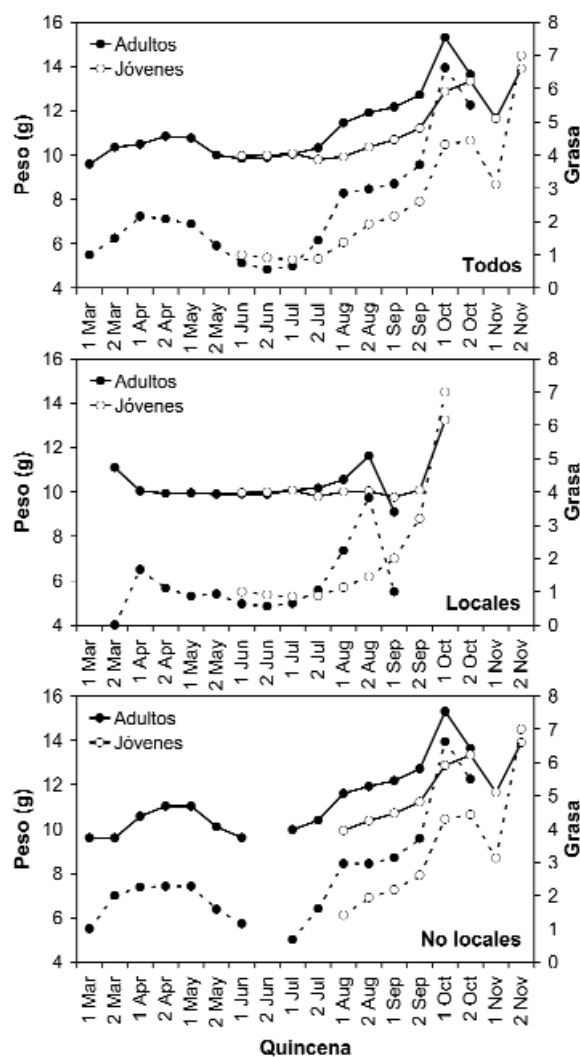 Peso (g)
16
14
12
10
8
6
4
Adultos
Jóvenes
8
7
6
5
4
3
2
1
0
Grasa
Todos
1 Mar
2 Mar
1 Apr
2 Apr
1 May
2 May
1 Jun
2 Jun
1 Jul
2 Jul
1 Aug
2 Aug
1 Sep
2 Sep
1 Oct
2 Oct
1 Nov
2 Nov
Peso (g)
16
14
12
10
8
6
4
Adultos
Jóvenes
8
7
6
5
4
3
2
1
0
Grasa
Locales
1 Mar
2 Mar
1 Apr
2 Apr
1 May
2 May
1 Jun
2 Jun
1 Jul
2 Jul
1 Aug
2 Aug
1 Sep
2 Sep
1 Oct
2 Oct
1 Nov
2 Nov
Peso (g)
16
14
12
10
8
6
4
Adultos
Jóvenes
8
7
6
5
4
3
2
1
0
Grasa
No locales
1 Mar
2 Mar
1 Apr
2 Apr
1 May
2 May
1 Jun
2 Jun
1 Jul
2 Jul
1 Aug
2 Aug
1 Sep
2 Sep
1 Oct
2 Oct
1 Nov
2 Nov
Quincena